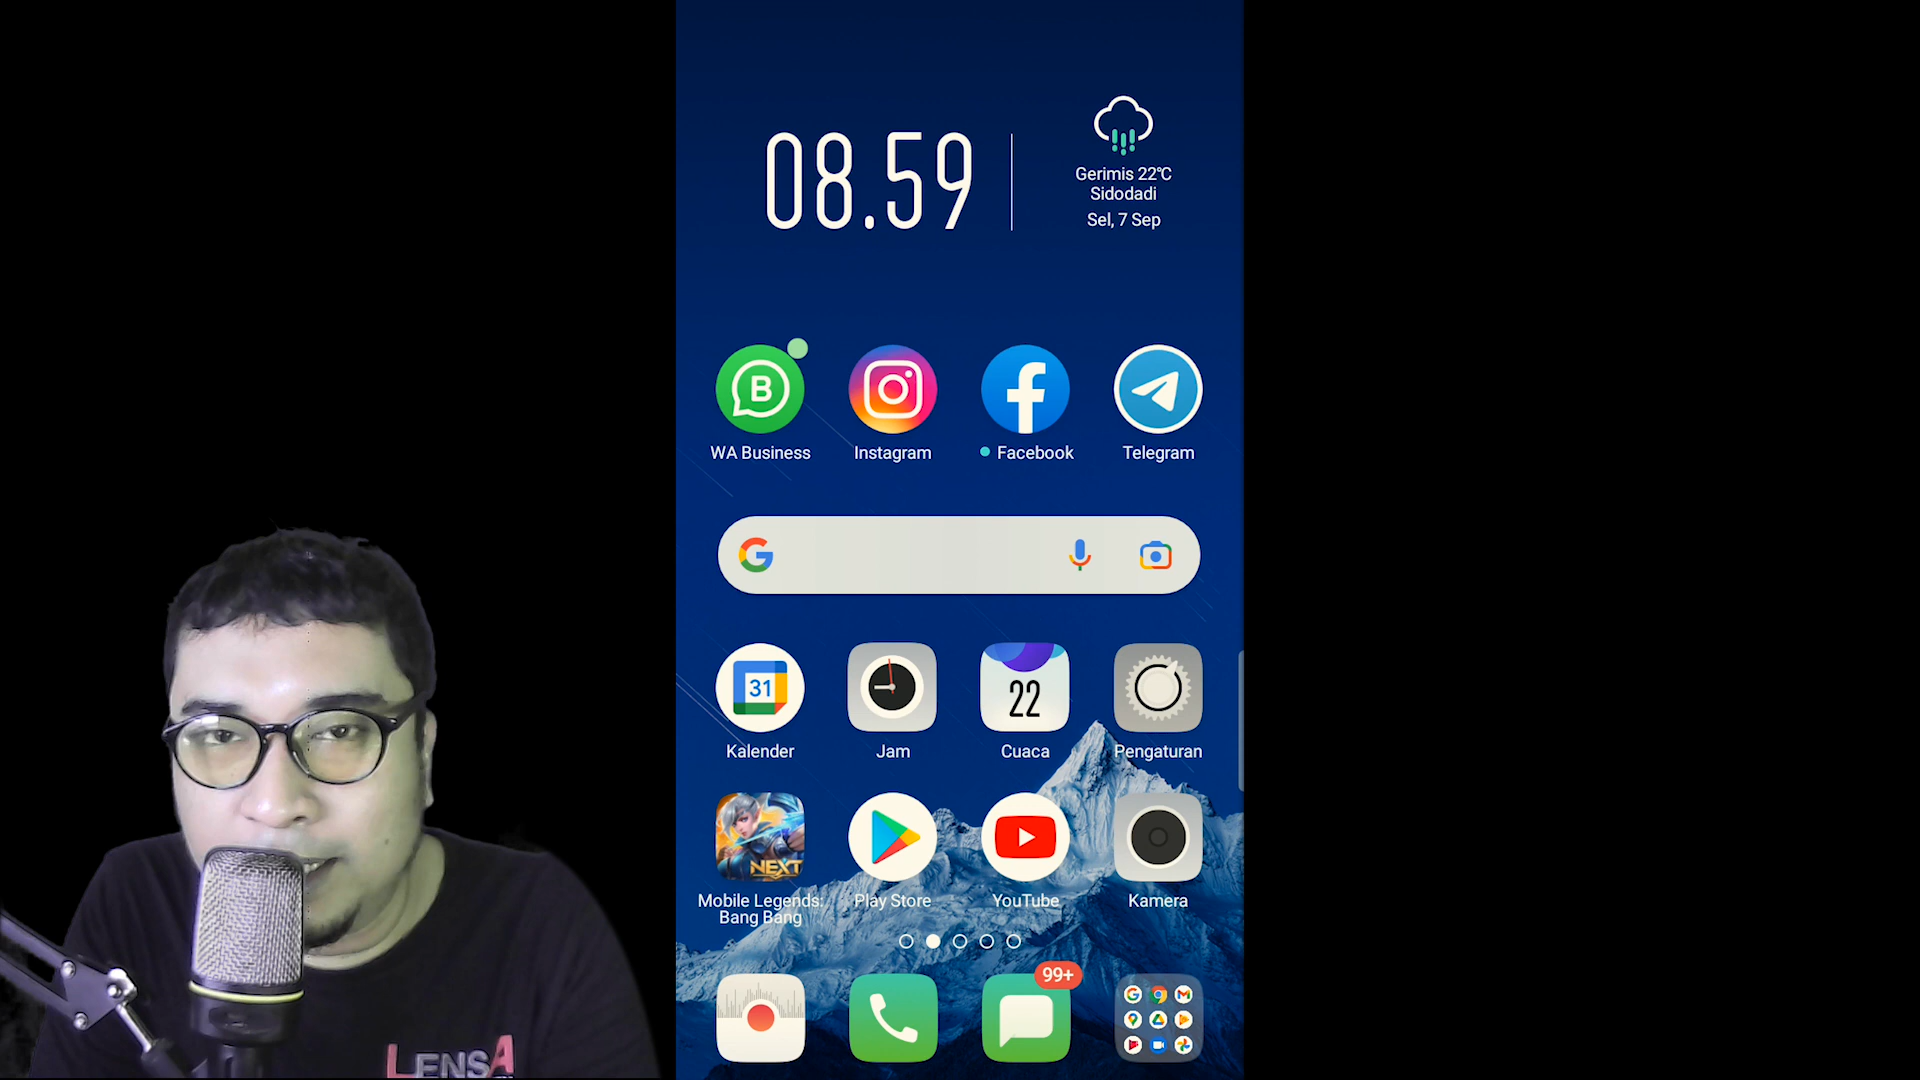 08.59
Gerimis 22°C
Sidodadi
Sel, 7 Sep
B
WA Business
Instagram
Facebook
Telegram
31
22
Kalender
Jam
Cuaca
Pengaturan
NEXT
Mobile Legends:
Bang Bang
Play Store
YouTube
Kamera
99+
LENSA